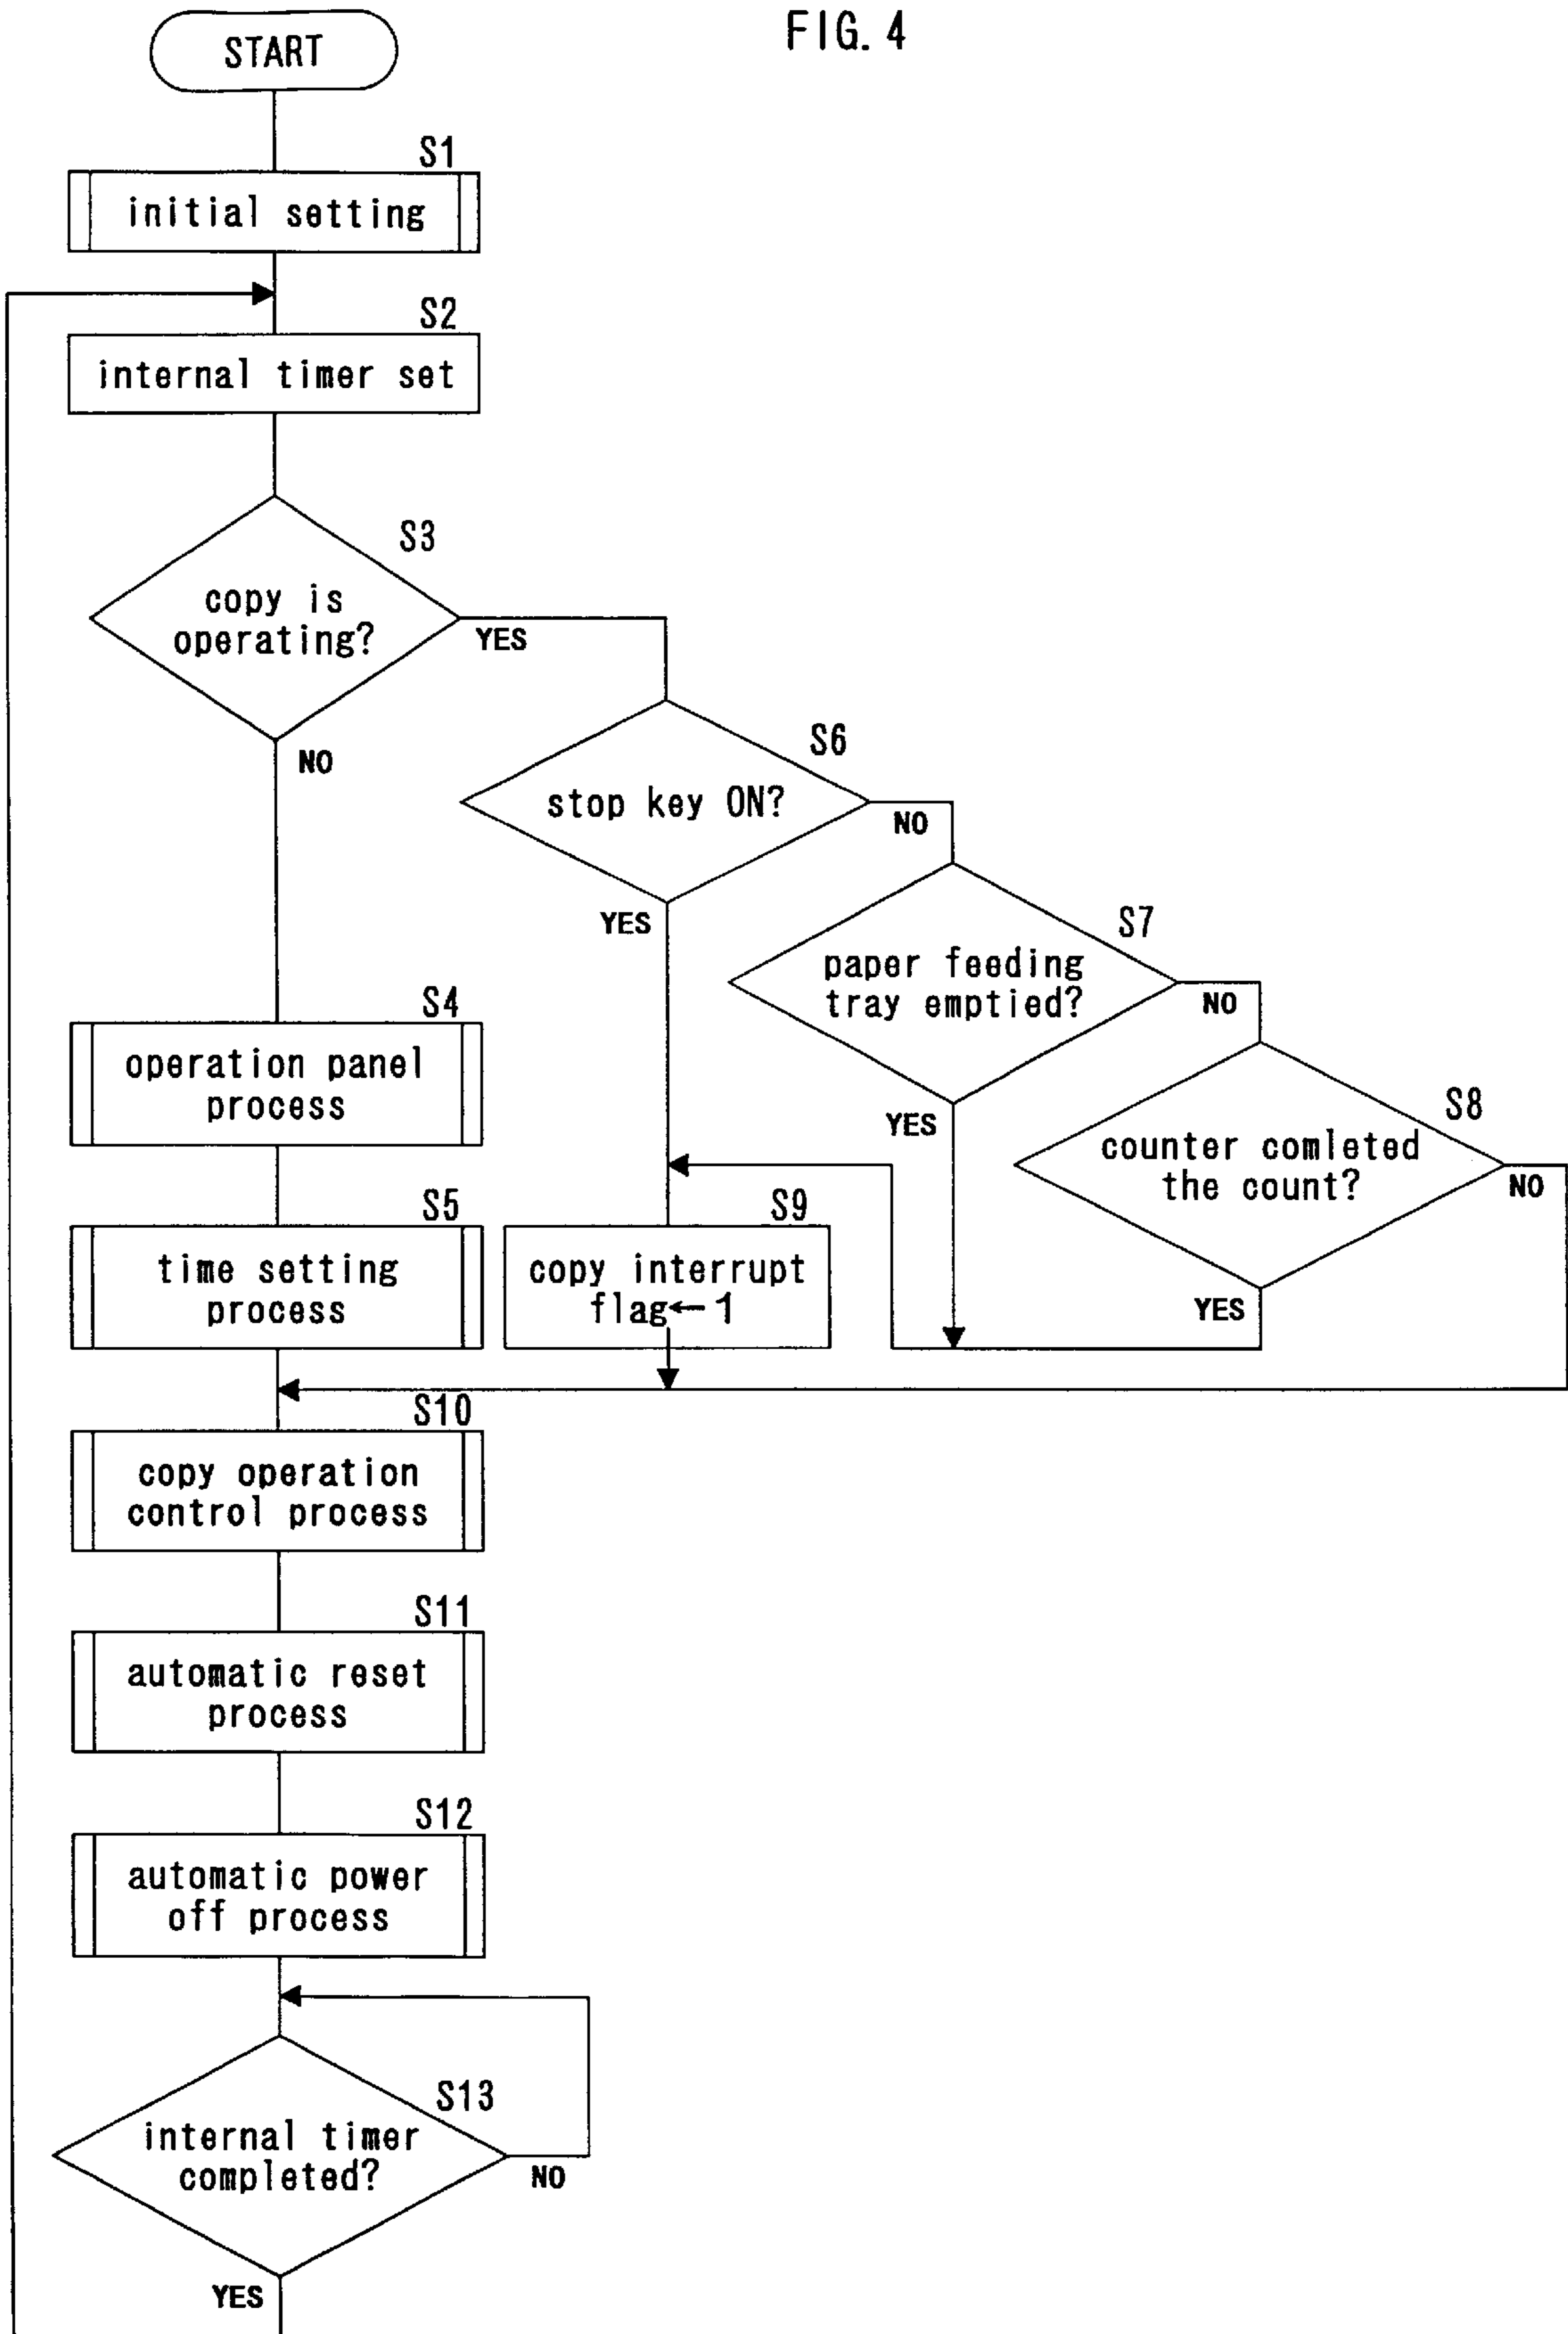 FIG. 4
START
S1
initial setting
S2
internal timer set
S3
copy is
operating?
YES
NO
S6
stop key ON?
NO
YES
S7
paper feeding
tray emptied?
NO
YES
S8
counter comleted
the count?
NO
YES
S4
operation panel
process
S5
time setting
process
S9
copy interrupt
flag←1
S10
copy operation
control process
S11
automatic reset
process
S12
automatic power
off process
S13
internal timer
completed?
NO
YES